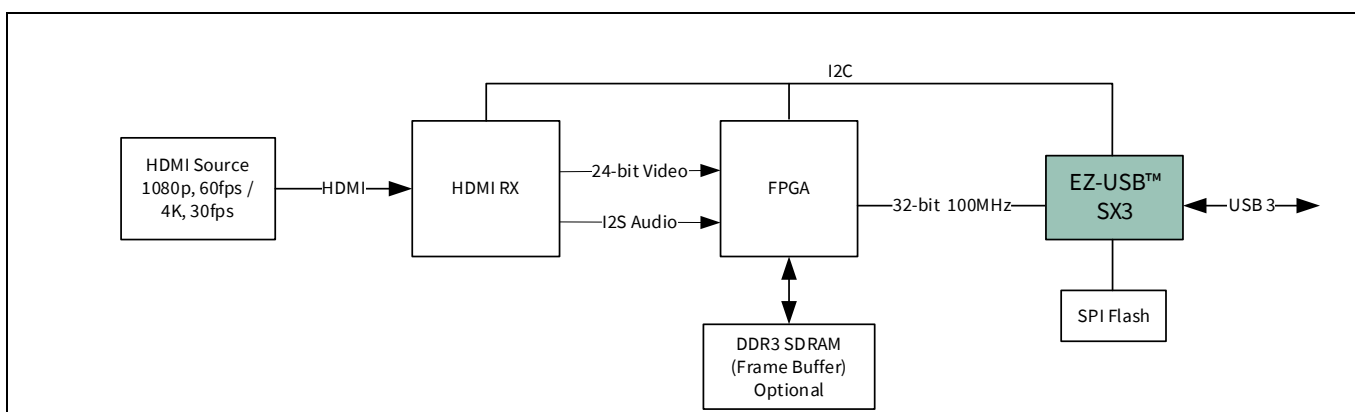 I2C
HDMI Source
1080p, 60fps /
4K, 30fps
HDMI
HDMI RX
24-bit Video
I2S Audio
FPGA
32-bit 100MHz
EZ-USB™
SX3
USB 3
SPI Flash
DDR3 SDRAM
(Frame Buffer)
Optional